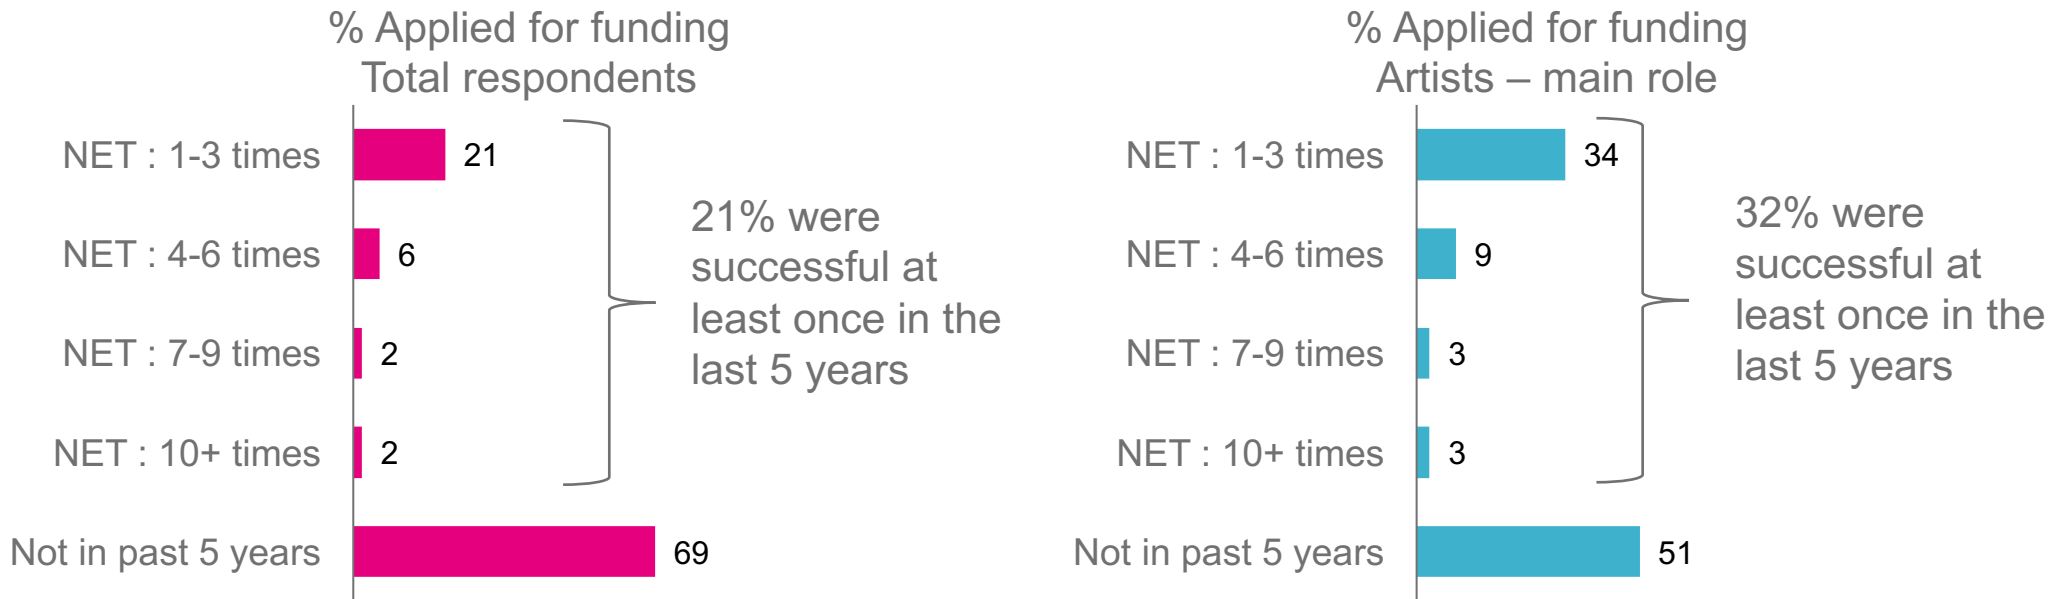 % Applied for funding
Total respondents
NET : 1-3 times
21
NET : 4-6 times
6
NET : 7-9 times
2
NET : 10+ times
2
Not in past 5 years
69
21% were
successful at
least once in the
last 5 years
% Applied for funding
Artists – main role
NET : 1-3 times
34
NET : 4-6 times
9
NET : 7-9 times
3
NET : 10+ times
3
Not in past 5 years
51
32% were
successful at
least once in the
last 5 years